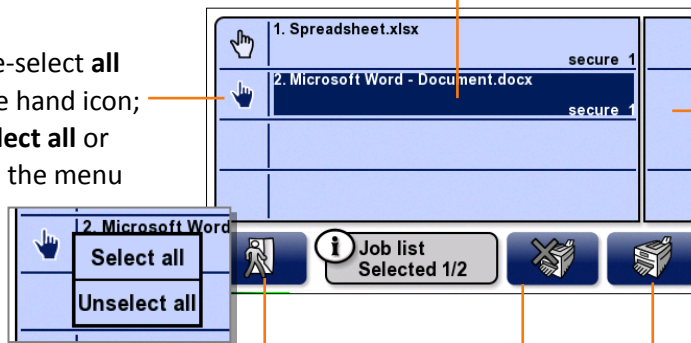 e-select all
e hand icon;
lect all or
the menu
1. Spreadsheet.xlsx
secure 1
2. Microsoft Word - Document.docx
secure 1
2. Microsoft Word
Select all
Unselect all
i Job list
Selected 1/2